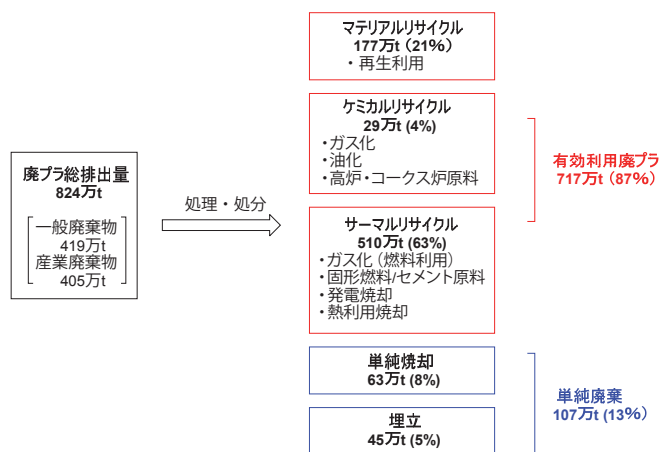 廃プラ総排出量
824万t
一般廃棄物
419万t
産業廃棄物
405万t
処理・処分
マテリアルリサイクル
177万t (21%)
・再生利用
ケミカルリサイクル
29万t (4%)
・ガス化
・油化
・高炉・コークス炉原料
サーマルリサイクル
510万t (63%)
・ガス化（燃料利用）
・固形燃料/セメント原料
・発電焼却
・熱利用焼却
有効利用廃プラ
717万t（87%）
単純焼却
63万t (8%)
埋立
45万t (5%)
単純廃棄
107万t (13%）